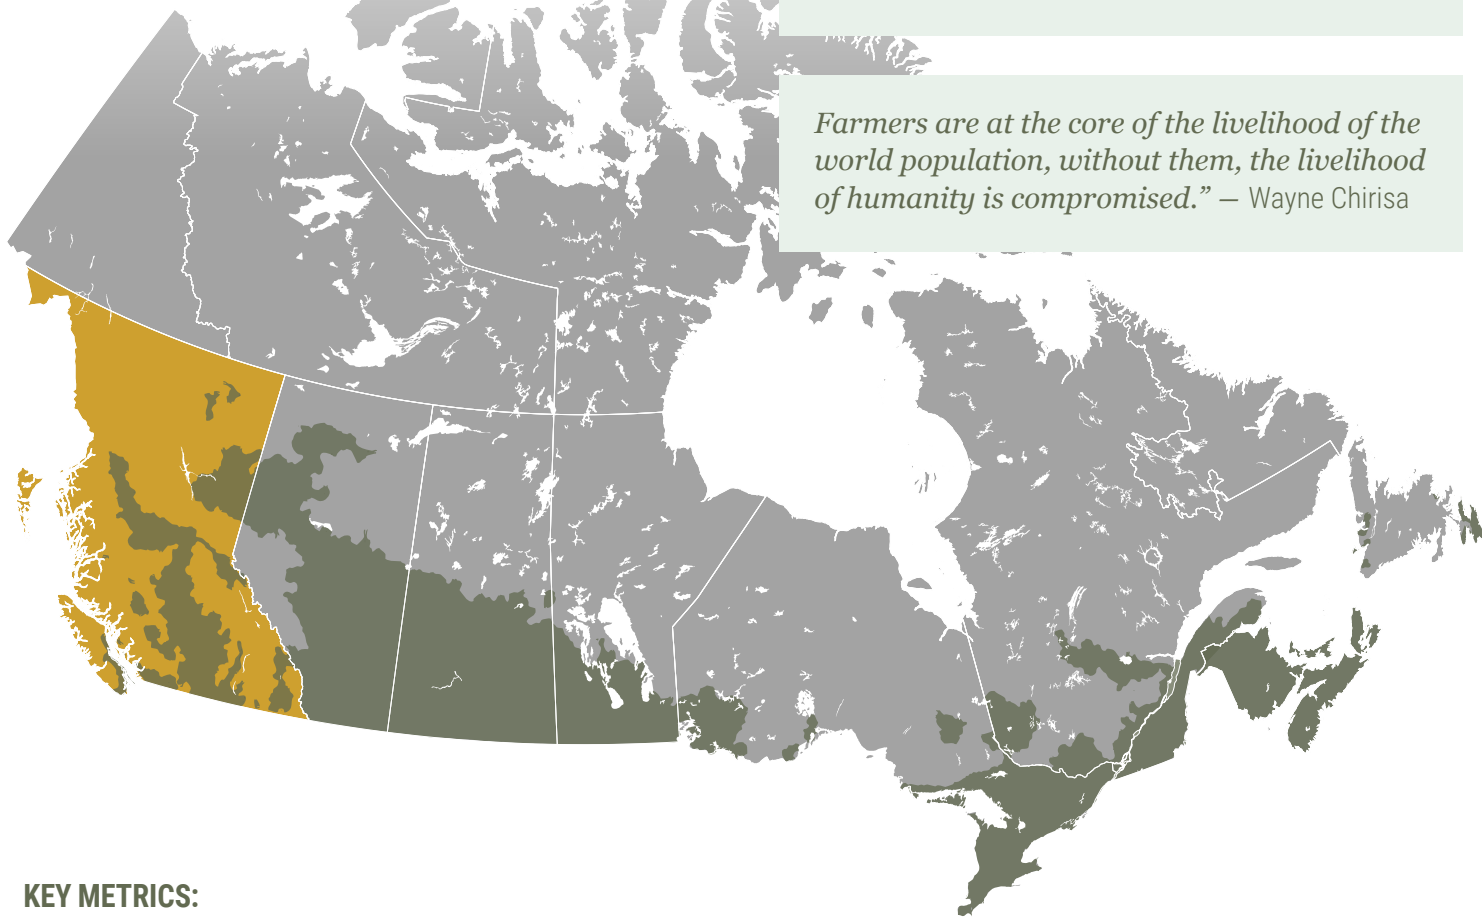 Farmers are at the core of the livelihood of the
world population, without them, the livelihood
of humanity is compromised.” – Wayne Chirisa
KEY METRICS: